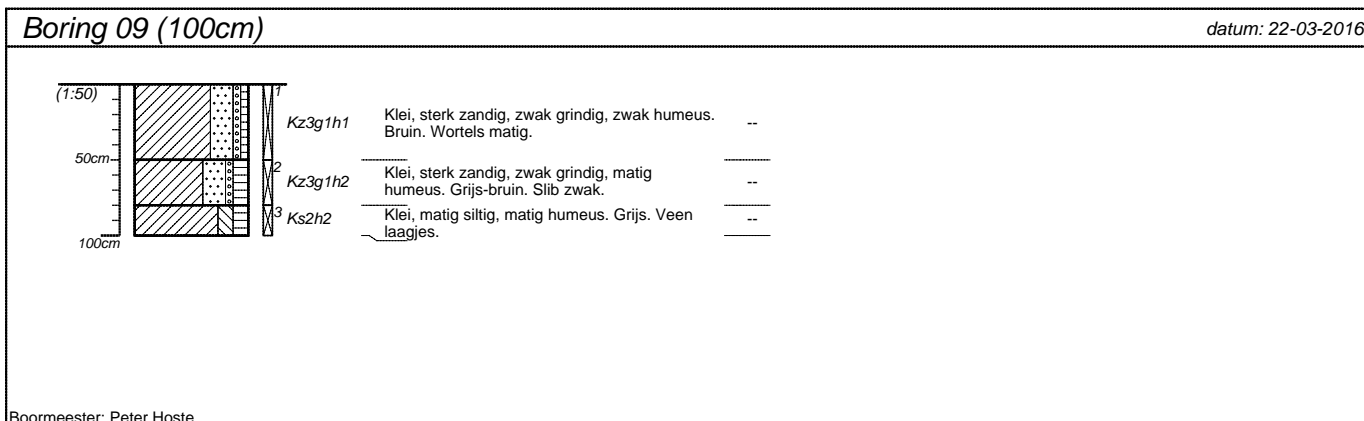 Boring 09 (100cm)
datum: 22-03-2016
(1:50)
50cm
100cm
1
Kz3g1h1
Klei, sterk zandig, zwak grindig, zwak humeus.
Bruin. Wortels matig.
--
2
Kz3g1h2
Klei, sterk zandig, zwak grindig, matig
humeus. Grijs-bruin. Slib zwak.
--
3
Ks2h2
Klei, matig siltig, matig humeus. Grijs. Veen
laagjes.
--
Boormeester: Peter Hoste